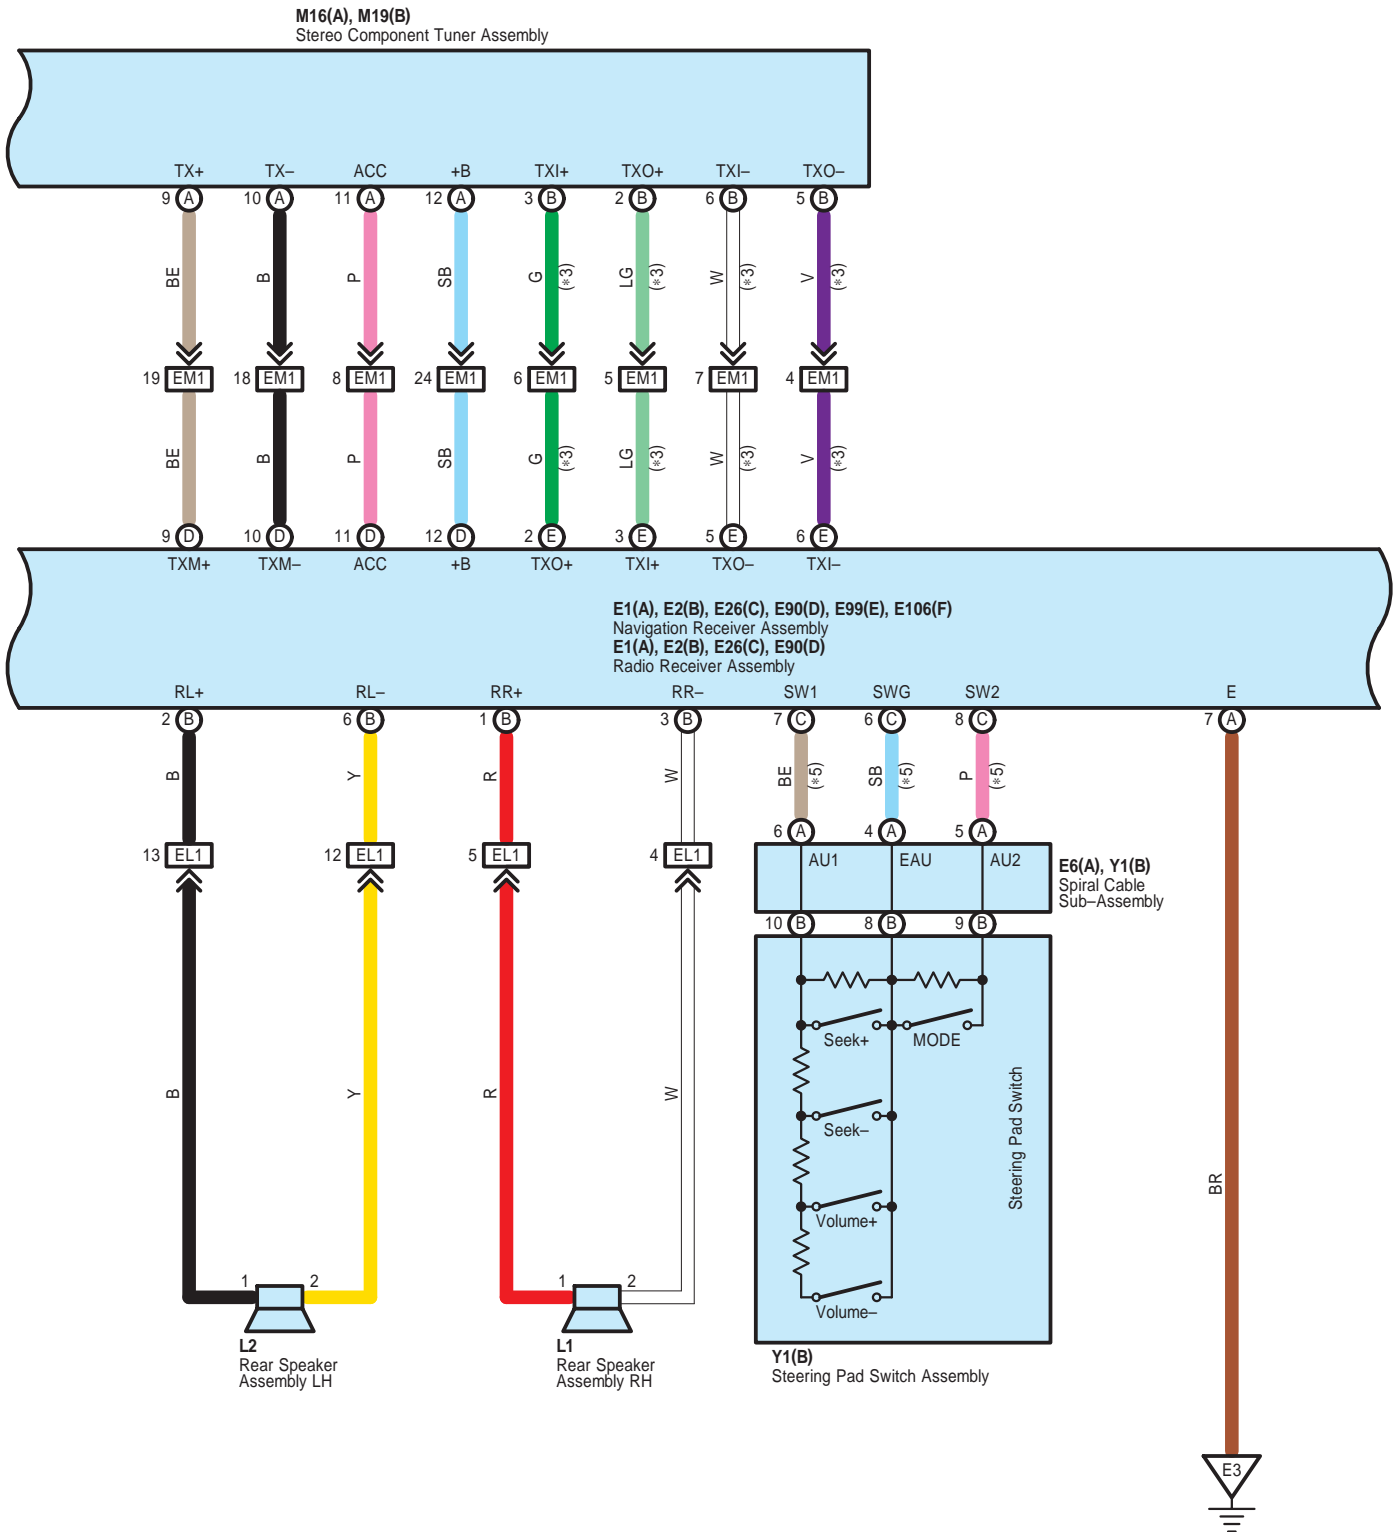 M16(A), M19(B)
Stereo Component Tuner Assembly
TX+ TX– ACC +B TXI+ TXO+ TXI– TXO–
9 A 10 A 11 A 12 A 3 B 2 B 6 B 5 B
BE B P SB G (*3) LG (*3) W (*3) V (*3)
19 EM1 18 EM1 8 EM1 24 EM1 6 EM1 5 EM1 7 EM1 4 EM1
BE B P SB G (*3) LG (*3) W (*3) V (*3)
9 D 10 D 11 D 12 D 2 E 3 E 5 E 6 E
TXM+ TXM– ACC +B TXO+ TXI+ TXO– TXI–
E1(A), E2(B), E26(C), E90(D), E99(E), E106(F)
Navigation Receiver Assembly
E1(A), E2(B), E26(C), E90(D)
Radio Receiver Assembly
RL+ RL– RR+ RR– SW1 SWG SW2 E
2 B 6 B 1 B 3 B 7 C 6 C 8 C 7 A
B Y R W BE (*5) SB (*5) P (*5)
6 A 4 A 5 A
13 EL1 12 EL1 5 EL1 4 EL1
AU1 EAU AU2
E6(A), Y1(B)
Spiral Cable
Sub–Assembly
10 B 8 B 9 B
Seek+ MODE
B Y R W
Seek–
Steering Pad Switch
BR
Volume+
Volume–
1 2 1 2
L2
Rear Speaker
Assembly LH
L1
Rear Speaker
Assembly RH
Y1(B)
Steering Pad Switch Assembly
E3